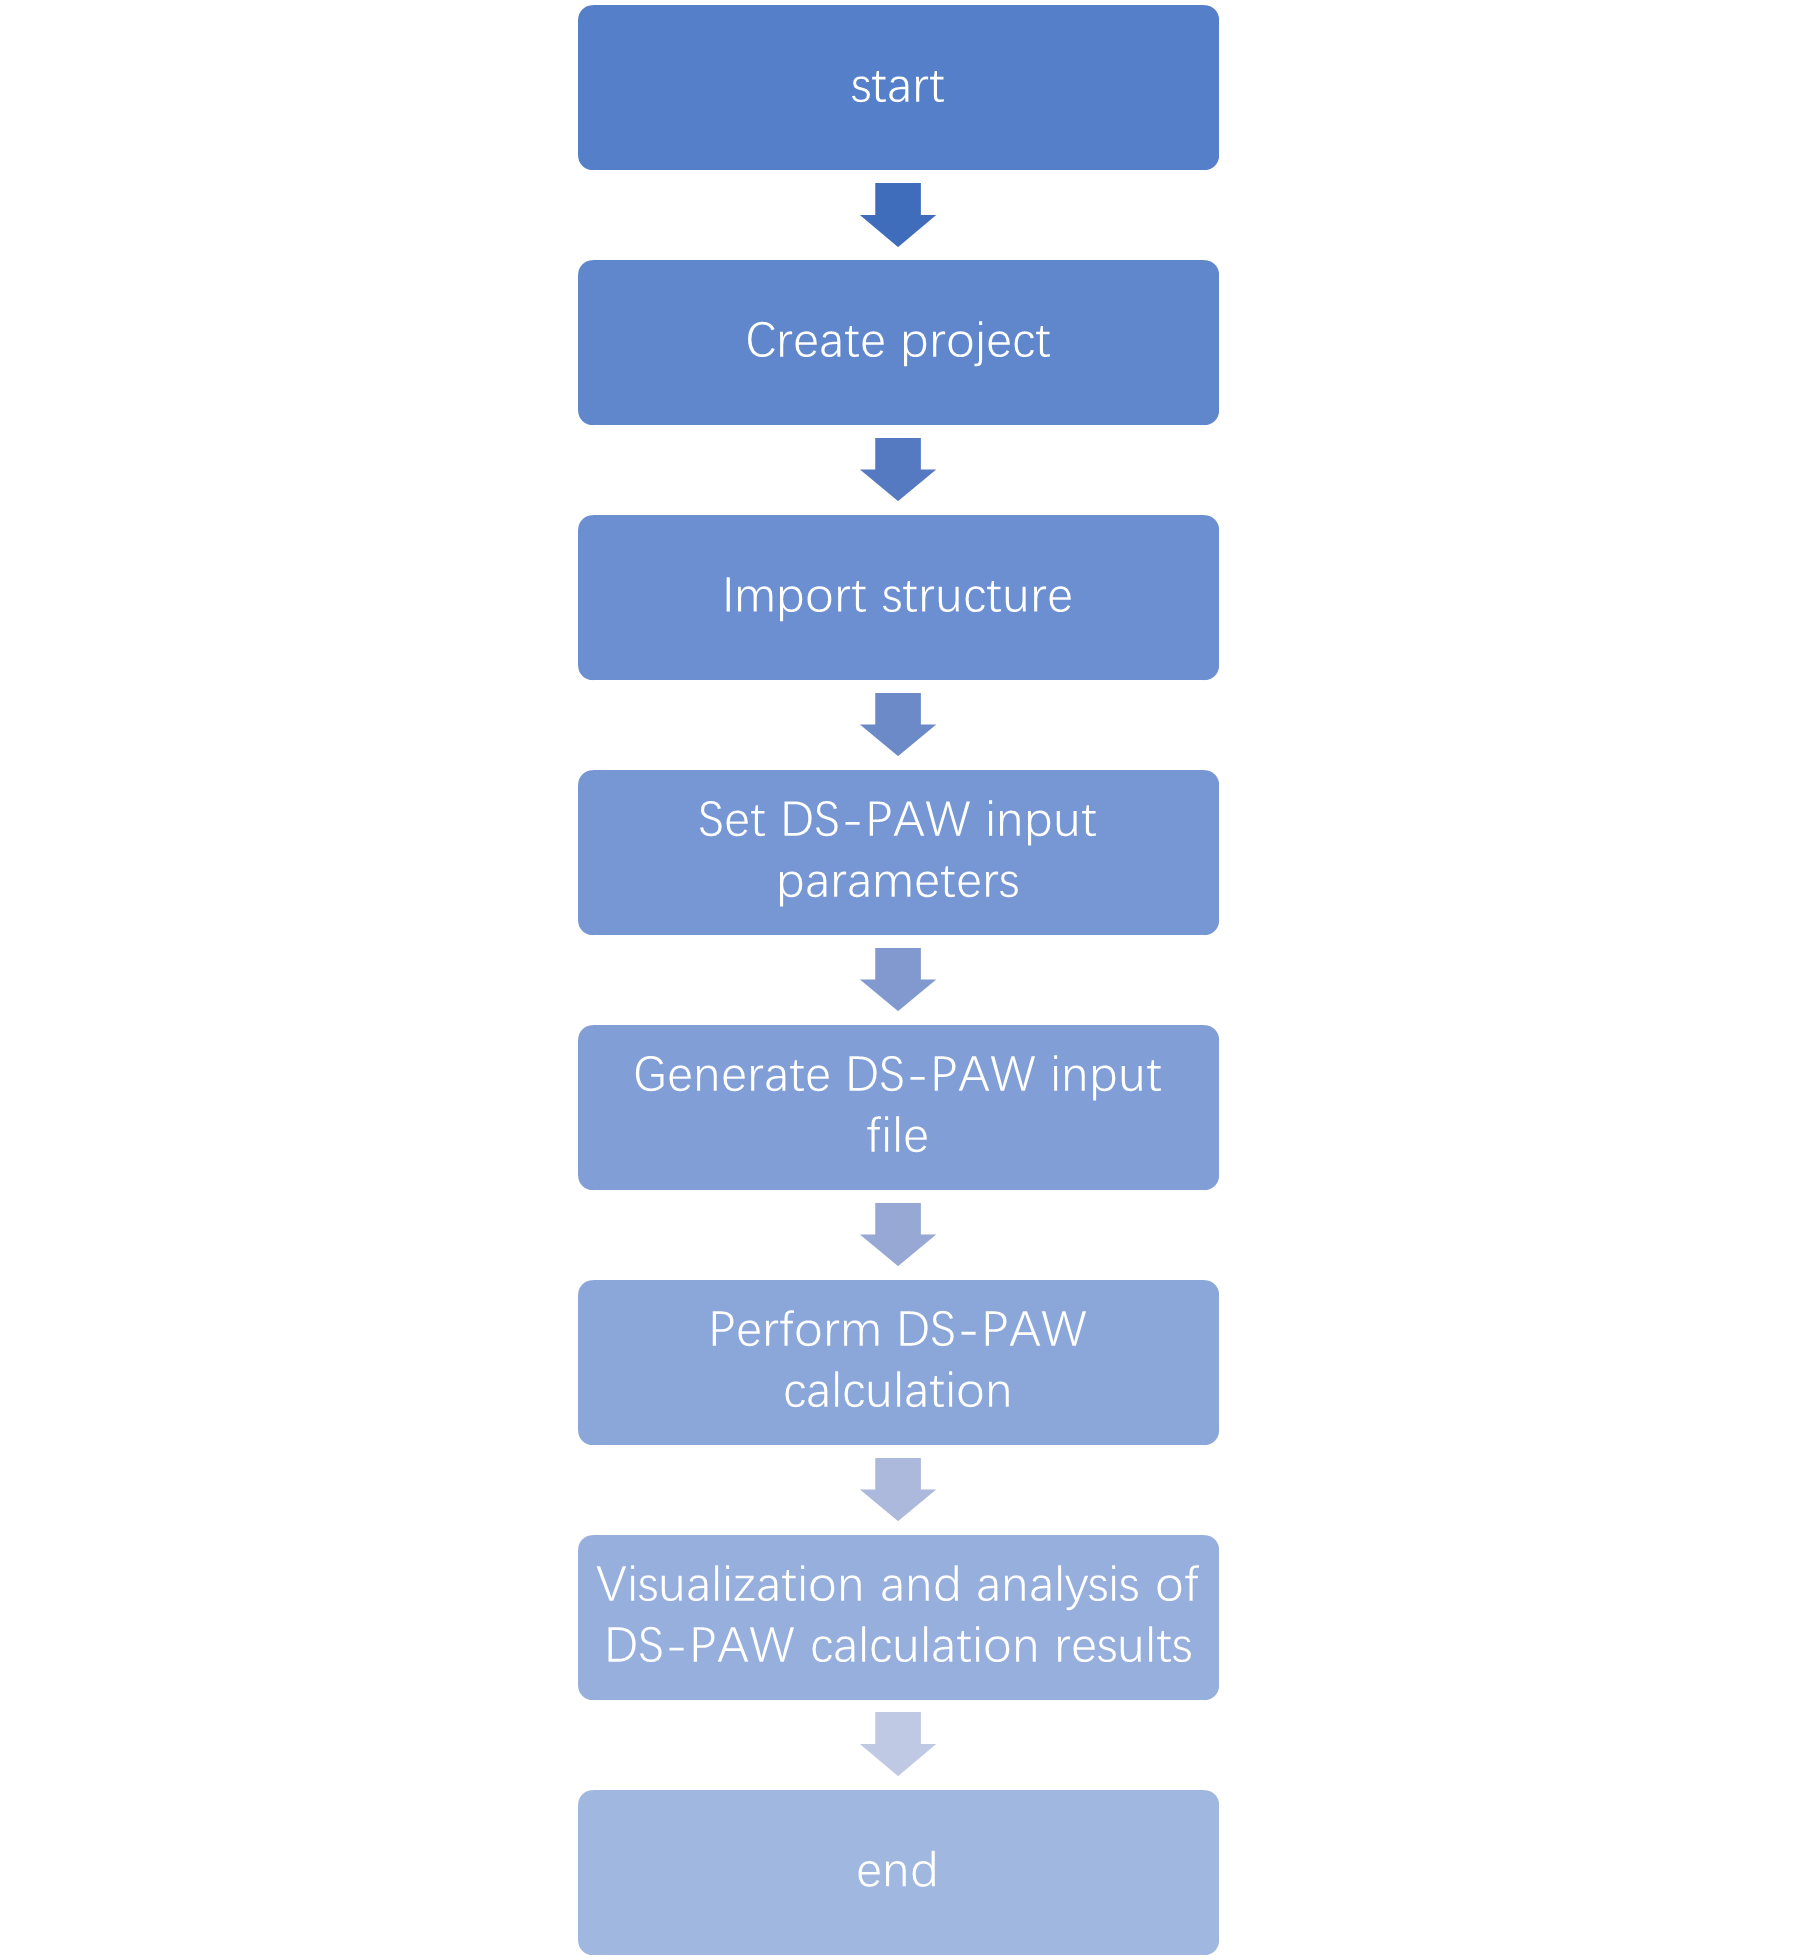 start
Create project
Import structure
Set DS-PAW input
parameters
Generate DS-PAW input
file
Perform DS-PAW
calculation
Visualization and analysis of
DS-PAW calculation results
end